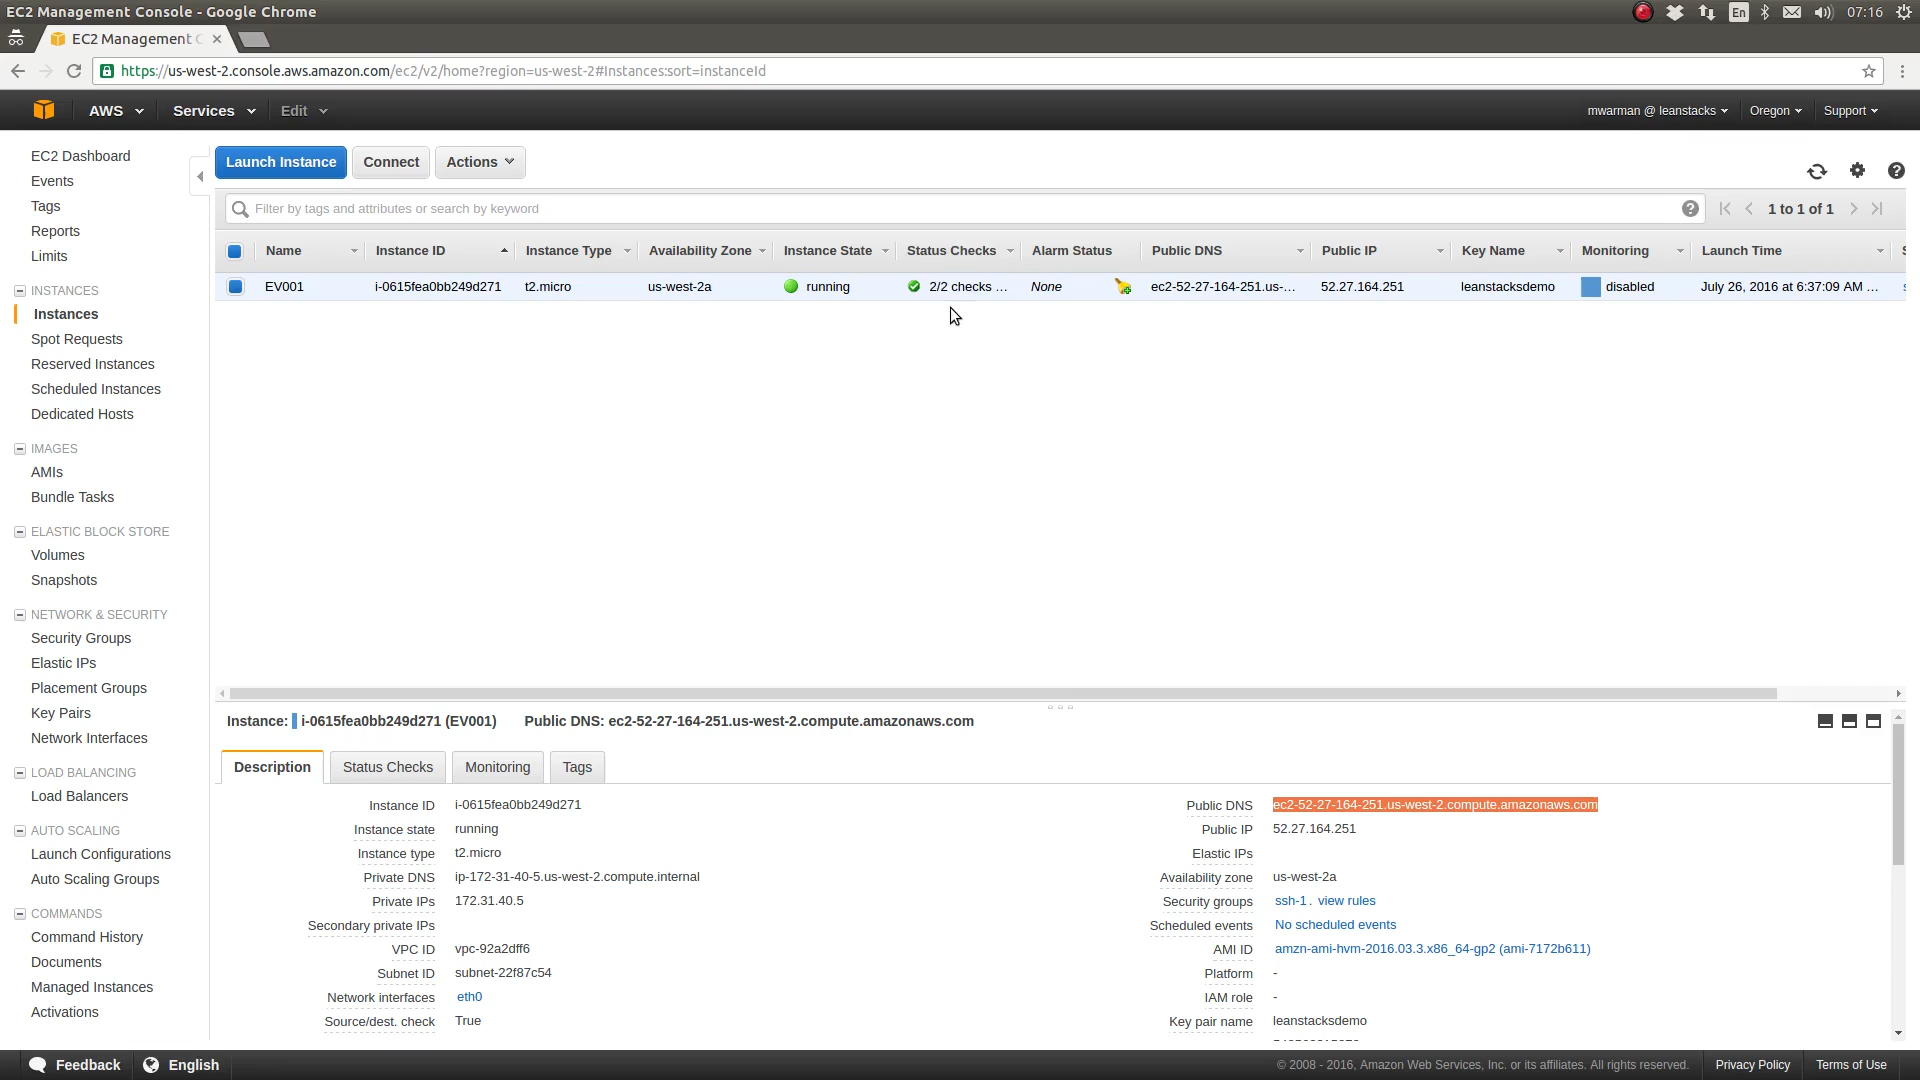 EC2 Management Console - Google Chrome
En
07:16
EC2 Management C
https://us-west-2.console.aws.amazon.com/ec2/v2/home?region=us-west-2#Instances:sort=instanceId
AWS Services Edit
mwarman @ leanstacks Oregon Support
EC2 Dashboard
Events
Tags
Reports
Limits
INSTANCES
Instances
Spot Requests
Reserved Instances
Scheduled Instances
Dedicated Hosts
IMAGES
AMIs
Bundle Tasks
ELASTIC BLOCK STORE
Volumes
Snapshots
NETWORK & SECURITY
Security Groups
Elastic IPs
Placement Groups
Key Pairs
Network Interfaces
LOAD BALANCING
Load Balancers
AUTO SCALING
Launch Configurations
Auto Scaling Groups
COMMANDS
Command History
Documents
Managed Instances
Activations
Launch Instance Connect Actions
Filter by tags and attributes or search by keyword
1 to 1 of 1
Name Instance ID Instance Type Availability Zone Instance State Status Checks Alarm Status Public DNS Public IP Key Name Monitoring Launch Time
EV001 i-0615fea0bb249d271 t2.micro us-west-2a running 2/2 checks ... None ec2-52-27-164-251.us-... 52.27.164.251 leanstacksdemo disabled July 26, 2016 at 6:37:09 AM ...
Instance: i-0615fea0bb249d271 (EV001) Public DNS: ec2-52-27-164-251.us-west-2.compute.amazonaws.com
Description Status Checks Monitoring Tags
Instance ID i-0615fea0bb249d271
Instance state running
Instance type t2.micro
Private DNS ip-172-31-40-5.us-west-2.compute.internal
Private IPs 172.31.40.5
Secondary private IPs
VPC ID vpc-92a2dff6
Subnet ID subnet-22f87c54
Network interfaces eth0
Source/dest. check True
Public DNS ec2-52-27-164-251.us-west-2.compute.amazonaws.com
Public IP 52.27.164.251
Elastic IPs
Availability zone us-west-2a
Security groups ssh-1. view rules
Scheduled events No scheduled events
AMI ID amzn-ami-hvm-2016.03.3.x86_64-gp2 (ami-7172b611)
Platform -
IAM role -
Key pair name leanstacksdemo
Feedback English
© 2008 - 2016, Amazon Web Services, Inc. or its affiliates. All rights reserved. Privacy Policy Terms of Use